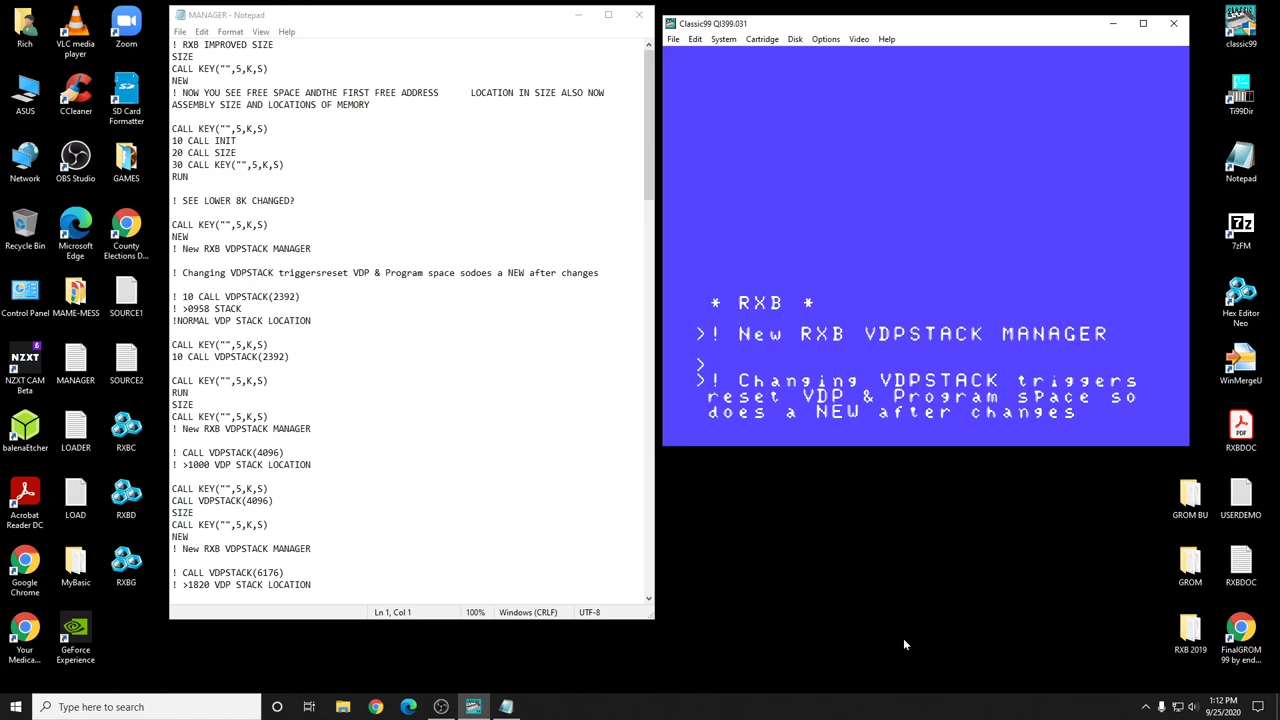 Rich
VLC media
player
Zoom
ASUS
CCleaner
SD Card
Formatter
Network
OBS Studio
GAMES
Recycle Bin
Microsoft
Edge
County
Elections D...
Control Panel
MAME-MESS
SOURCE1
NZXT CAM
Beta
MANAGER
SOURCE2
balenaEtcher
LOADER
RXBC
Acrobat
Reader DC
LOAD
RXBD
Google
Chrome
MyBasic
RXBG
Your
Medica...
GeForce
Experience
MANAGER - Notepad
File Edit Format View Help
! RXB IMPROVED SIZE
SIZE
CALL KEY("",5,K,S)
NEW
! NOW YOU SEE FREE SPACE ANDTHE FIRST FREE ADDRESS      LOCATION IN SIZE ALSO NOW
ASSEMBLY SIZE AND LOCATIONS OF MEMORY
CALL KEY("",5,K,S)
10 CALL INIT
20 CALL SIZE
30 CALL KEY("",5,K,S)
RUN
! SEE LOWER 8K CHANGED?
CALL KEY("",5,K,S)
NEW
! New RXB VDPSTACK MANAGER
! Changing VDPSTACK triggersreset VDP & Program space sodoes a NEW after changes
! 10 CALL VDPSTACK(2392)
! >0958 STACK
!NORMAL VDP STACK LOCATION
CALL KEY("",5,K,S)
10 CALL VDPSTACK(2392)
CALL KEY("",5,K,S)
RUN
SIZE
CALL KEY("",5,K,S)
! New RXB VDPSTACK MANAGER
! CALL VDPSTACK(4096)
! >1000 VDP STACK LOCATION
CALL KEY("",5,K,S)
CALL VDPSTACK(4096)
SIZE
CALL KEY("",5,K,S)
NEW
! New RXB VDPSTACK MANAGER
! CALL VDPSTACK(6176)
! >1820 VDP STACK LOCATION
Ln 1, Col 1 100% Windows (CRLF) UTF-8
Classic99 QI399.031
File Edit System Cartridge Disk Options Video Help
* RXB *
>! New RXB VDPSTACK MANAGER
>
>! Changing VDPSTACK triggers
reset VDP & Program space so
does a NEW after changes
CLASSIC
classic99
Ti99Dir
Notepad
7z
7zFM
Hex Editor
Neo
WinMergeU
PDF
RXBDOC
GROM BU
USERDEMO
GROM
RXBDOC
RXB 2019
FinalGROM
99 by end...
Type here to search
1:12 PM
9/25/2020